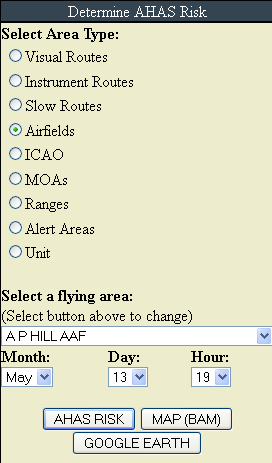 Determine AHAS Risk
Select Area Type:
Visual Routes
Instrument Routes
Slow Routes
Airfields
ICAO
MOAs
Ranges
Alert Areas
Unit
Select a flying area:
(Select button above to change)
A P HILL AAF
Month: Day: Hour:
May 13 19
AHAS RISK MAP (BAM)
GOOGLE EARTH